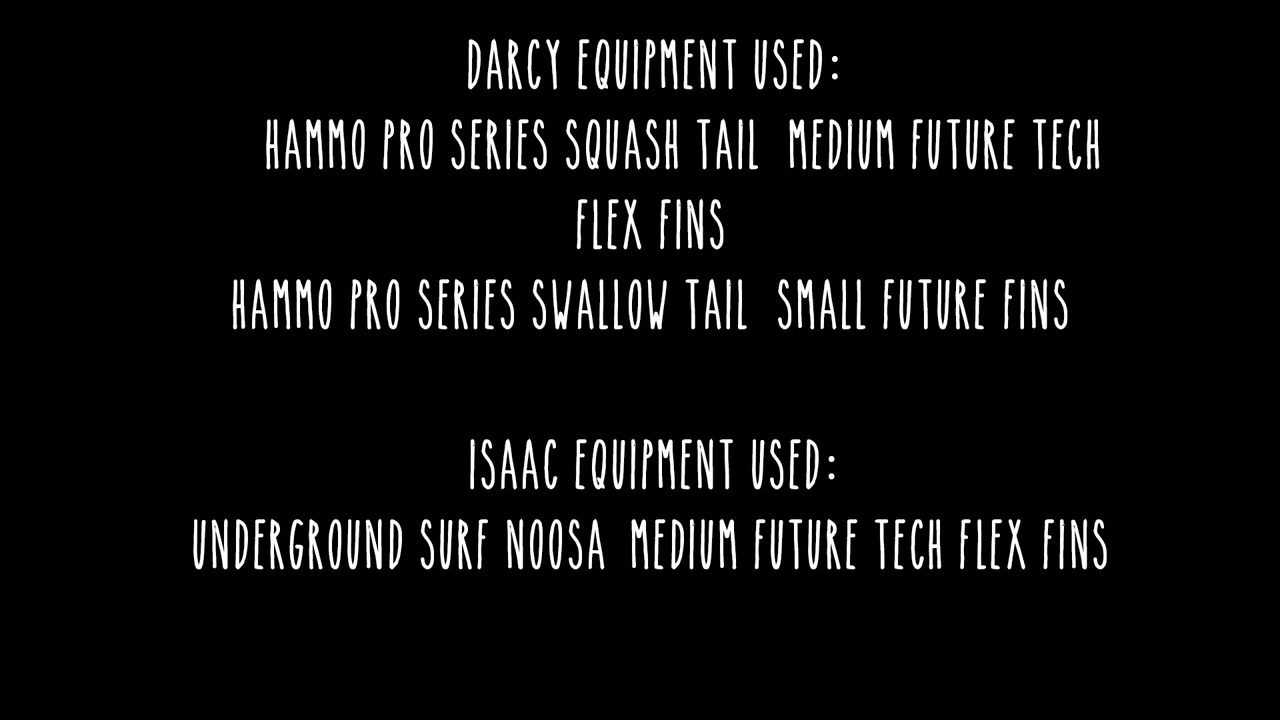 DARCY EQUIPMENT USED:
HAMMO PRO SERIES SQUASH TAIL MEDIUM FUTURE TECH
FLEX FINS
HAMMO PRO SERIES SWALLOW TAIL SMALL FUTURE FINS
ISAAC EQUIPMENT USED:
UNDERGROUND SURF NOOSA MEDIUM FUTURE TECH FLEX FINS